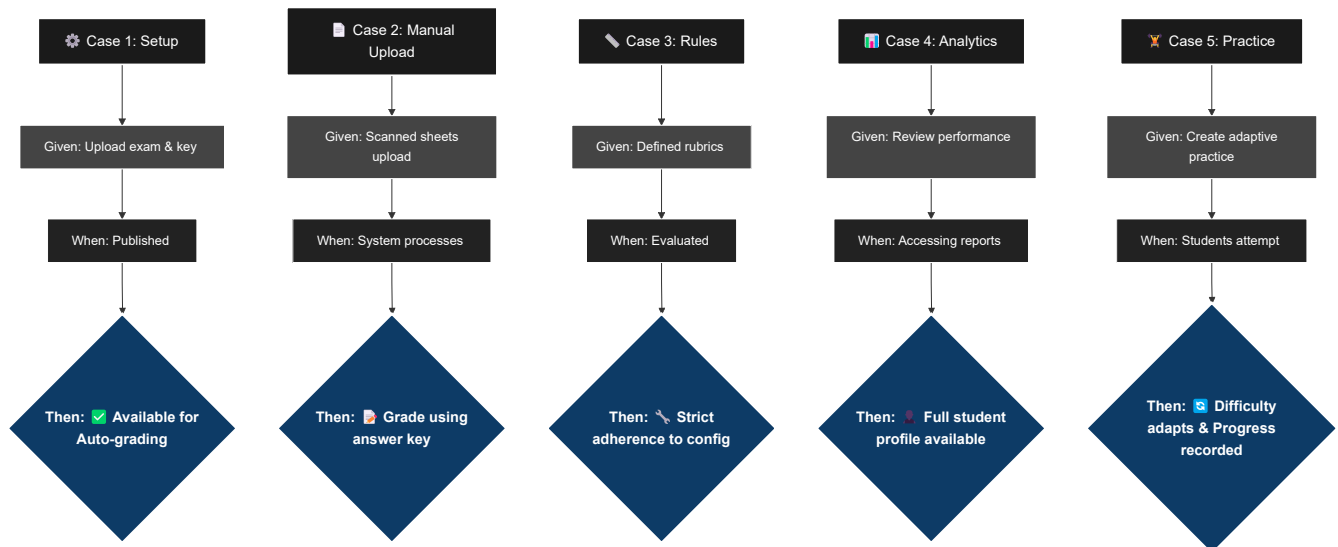 ⚙️ Case 1: Setup
Given: Upload exam & key
When: Published
Then: ✅ Available for
Auto-grading
📄 Case 2: Manual
Upload
Given: Scanned sheets
upload
When: System processes
Then: 📝 Grade using
answer key
📏 Case 3: Rules
Given: Defined rubrics
When: Evaluated
Then: 🔧 Strict
adherence to config
📊 Case 4: Analytics
Given: Review performance
When: Accessing reports
Then: 👤 Full student
profile available
🏋️ Case 5: Practice
Given: Create adaptive
practice
When: Students attempt
Then: 🔄 Difficulty
adapts & Progress
recorded